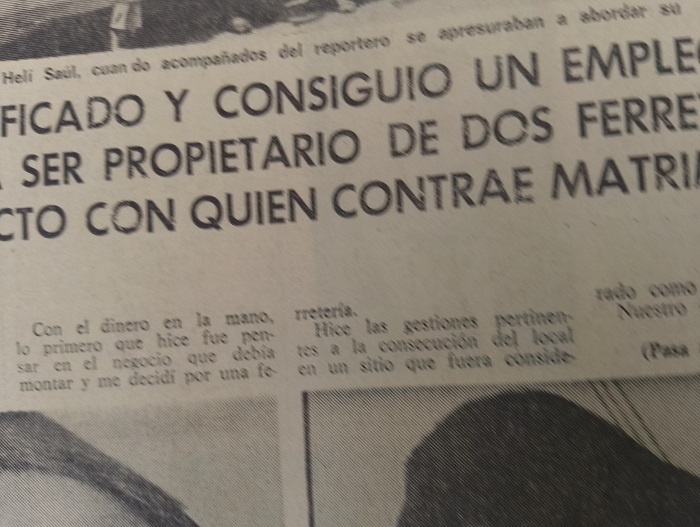 Helí Saúl, cuan do acompañados del reportero se apresuraban a abordar su
FICADO Y CONSIGUIO UN EMPLE
SER PROPIETARIO DE DOS FERRE
CTO CON QUIEN CONTRAE MATRI
Con el dinero en la mano,
lo primero que hice fue pen-
sar en el negocio que debía
montar y me decidí por una fe-
rretería.
Hice las gestiones pertinen-
tes a la consecución del local
en un sitio que fuera conside-
rado como
Nuestro
(Pasa